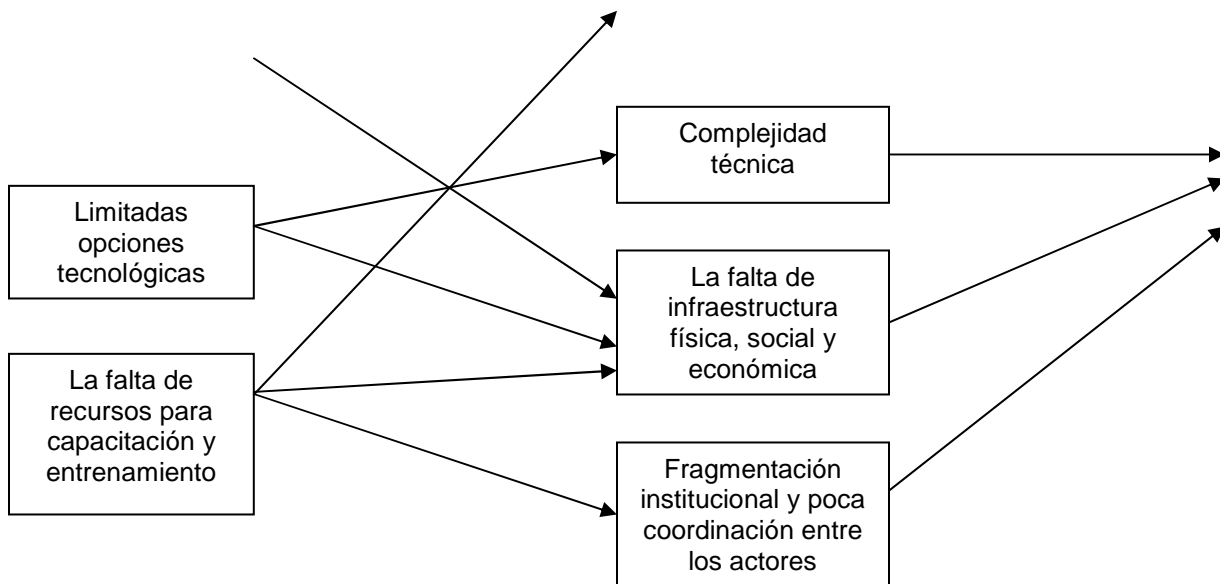 Complejidad
técnica
Limitadas
opciones
tecnológicas
La falta de
infraestructura
física, social y
económica
La falta de
recursos para
capacitación y
entrenamiento
Fragmentación
institucional y poca
coordinación entre
los actores